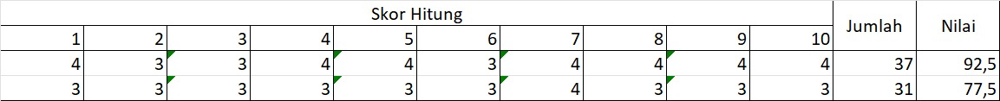 Skor Hitung Jumlah Nilai
1 2 3 4 5 6 7 8 9 10
4 3 3 4 4 3 4 4 4 4 37 92,5
3 3 3 3 3 3 4 3 3 3 31 77,5